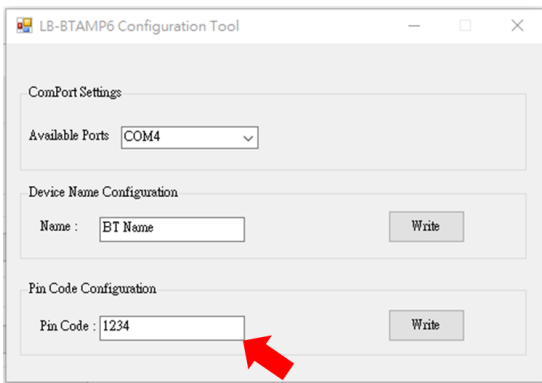 LB-BTAMP6 Configuration Tool
ComPort Settings
Available Ports COM4
Device Name Configuration
Name : BT Name Write
Pin Code Configuration
Pin Code : 1234 Write